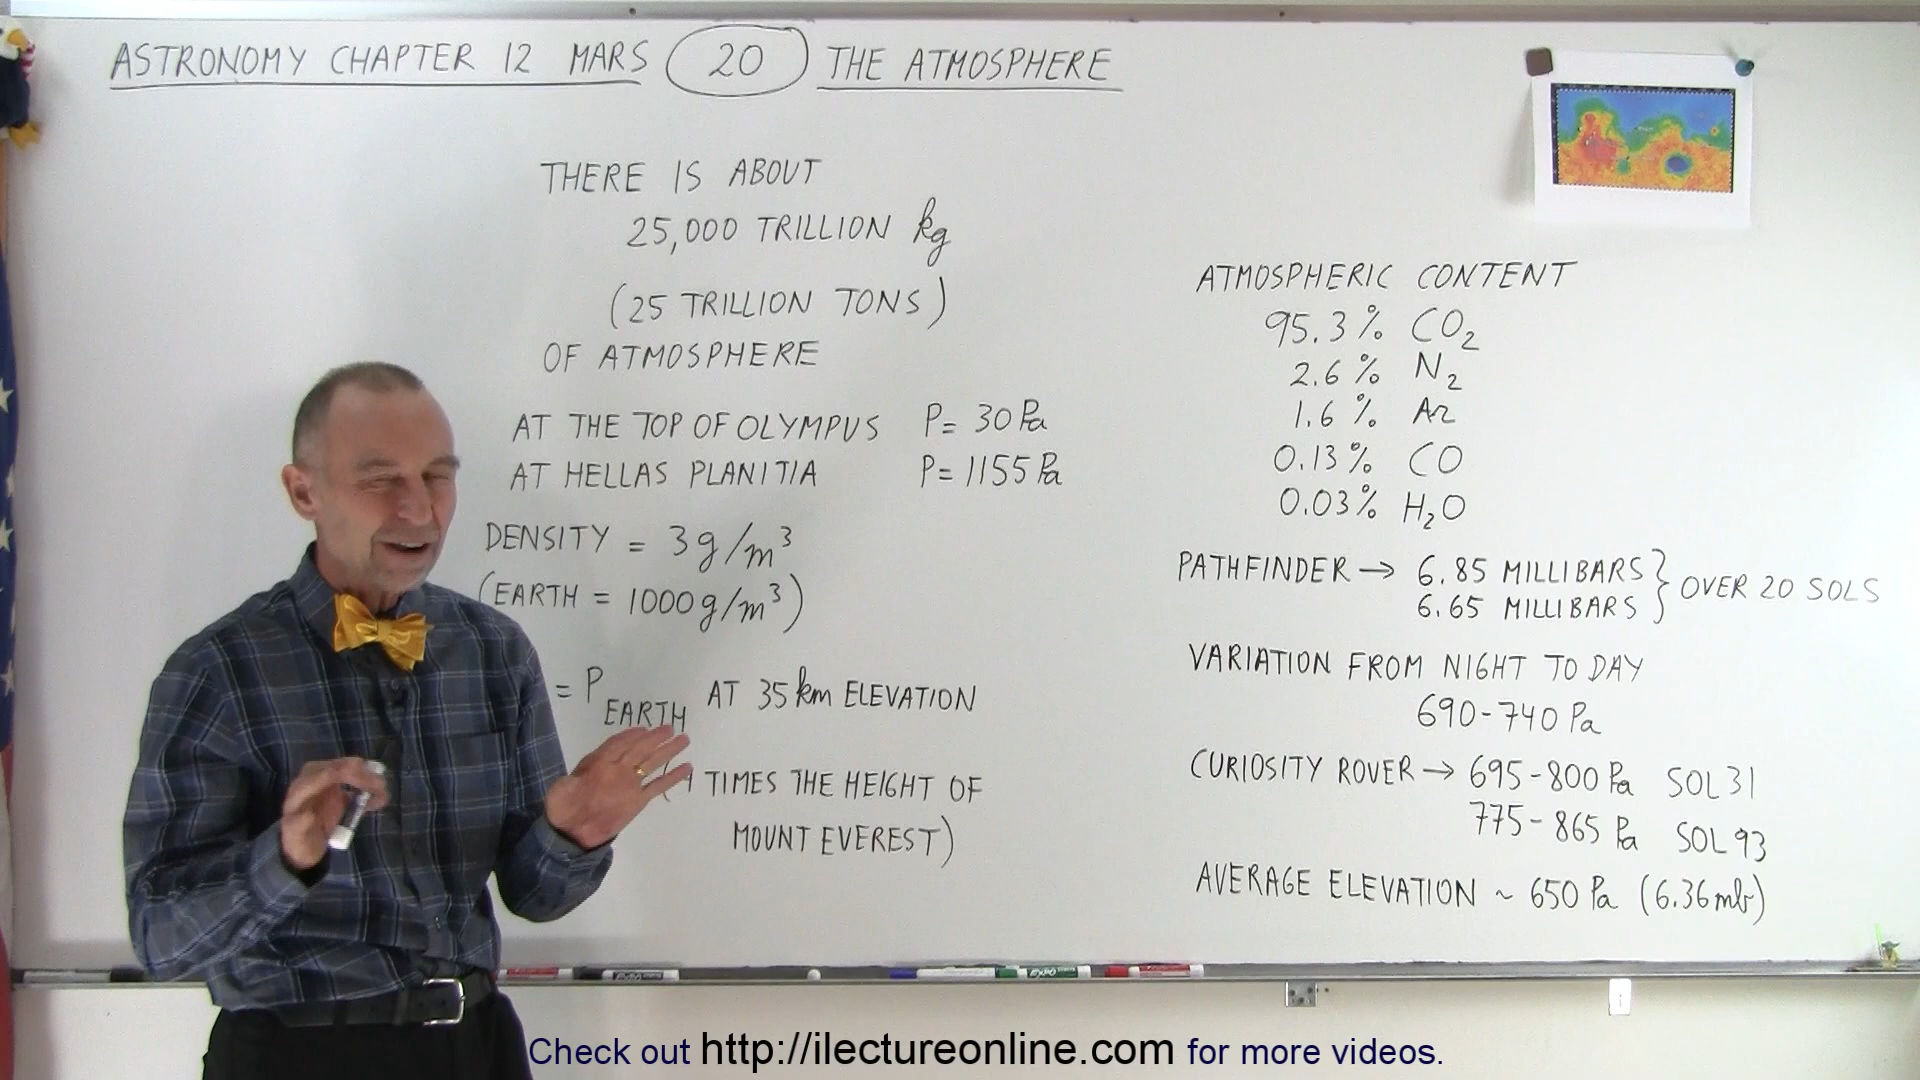 ASTRONOMY CHAPTER 12 MARS 20 THE ATMOSPHERE
THERE IS ABOUT
25,000 TRILLION kg
(25 TRILLION TONS)
OF ATMOSPHERE
AT THE TOP OF OLYMPUS P= 30 Pa
AT HELLAS PLANITIA P= 1155 Pa
DENSITY = 3g/m³
(EARTH = 1000g/m³)
= P EARTH AT 35 km ELEVATION
TIMES THE HEIGHT OF
MOUNT EVEREST)
ATMOSPHERIC CONTENT
95.3% CO₂
2.6% N₂
1.6% Ar
0.13% CO
0.03% H₂O
PATHFINDER → 6.85 MILLIBARS } OVER 20 SOLS
6.65 MILLIBARS
VARIATION FROM NIGHT TO DAY
690-740 Pa
CURIOSITY ROVER → 695-800 Pa SOL 31
775-865 Pa SOL 93
AVERAGE ELEVATION ~ 650 Pa (6.36mb)
EXPO
Check out http://ilectureonline.com for more videos.